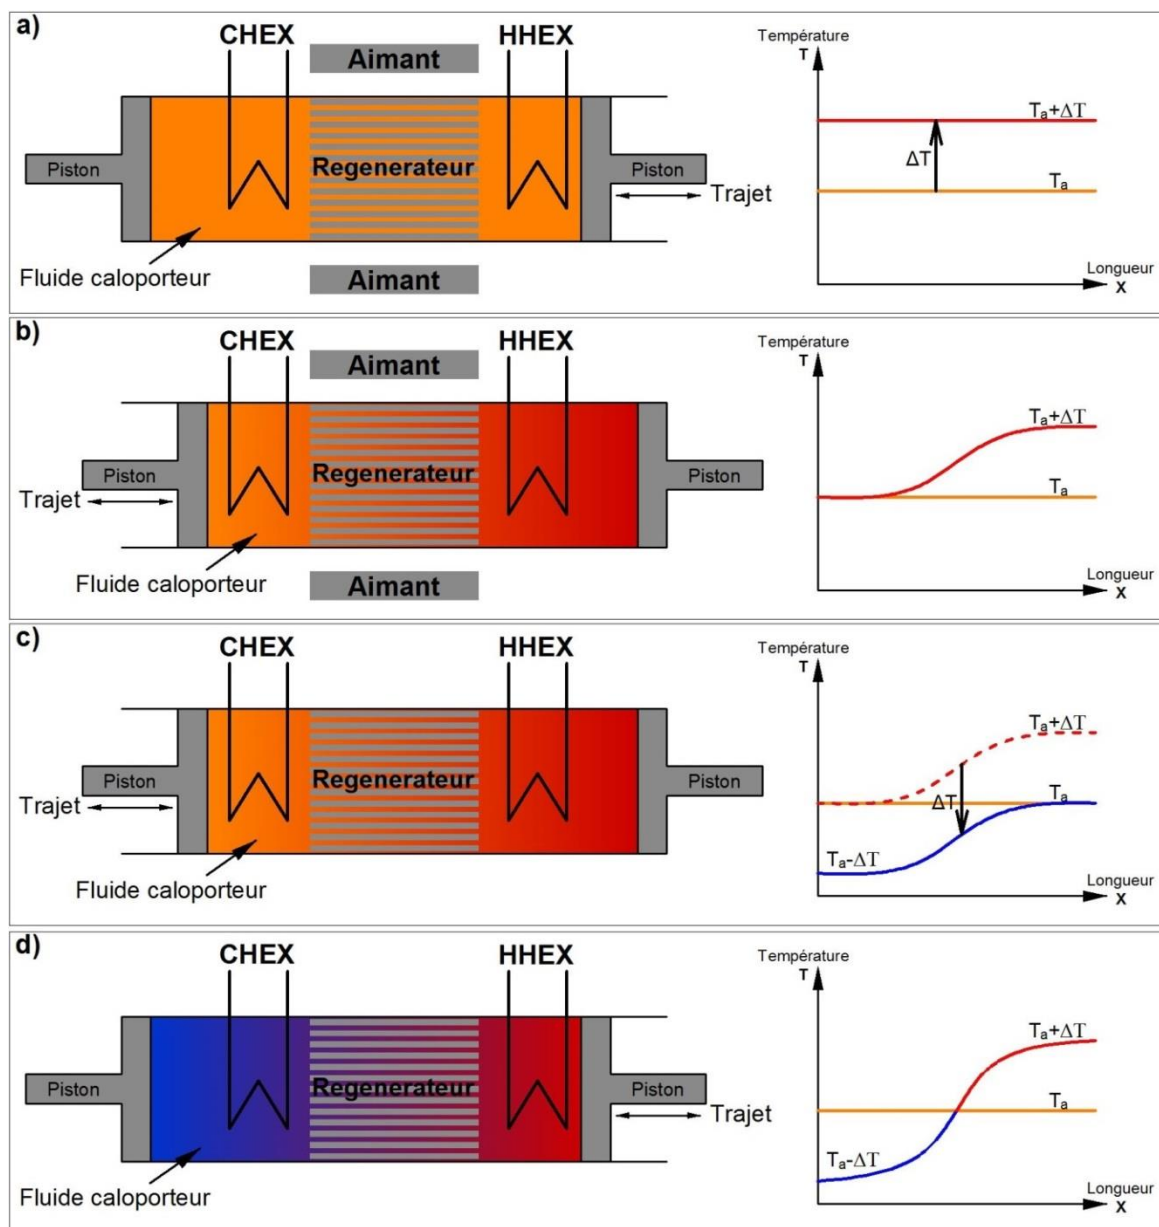 a)
CHEX
HHEX
Aimant
Piston
Regenerateur
Piston
Trajet
Fluide caloporteur
Aimant
Température
T
Ta+ΔT
ΔT
Ta
Longueur
X
b)
CHEX
HHEX
Aimant
Piston
Regenerateur
Piston
Trajet
Fluide caloporteur
Aimant
Température
T
Ta+ΔT
Ta
Longueur
X
c)
CHEX
HHEX
Piston
Regenerateur
Piston
Trajet
Fluide caloporteur
Température
T
Ta+ΔT
Ta
ΔT
Ta-ΔT
Longueur
X
d)
CHEX
HHEX
Piston
Regenerateur
Piston
Trajet
Fluide caloporteur
Température
T
Ta+ΔT
Ta
Ta-ΔT
Longueur
X